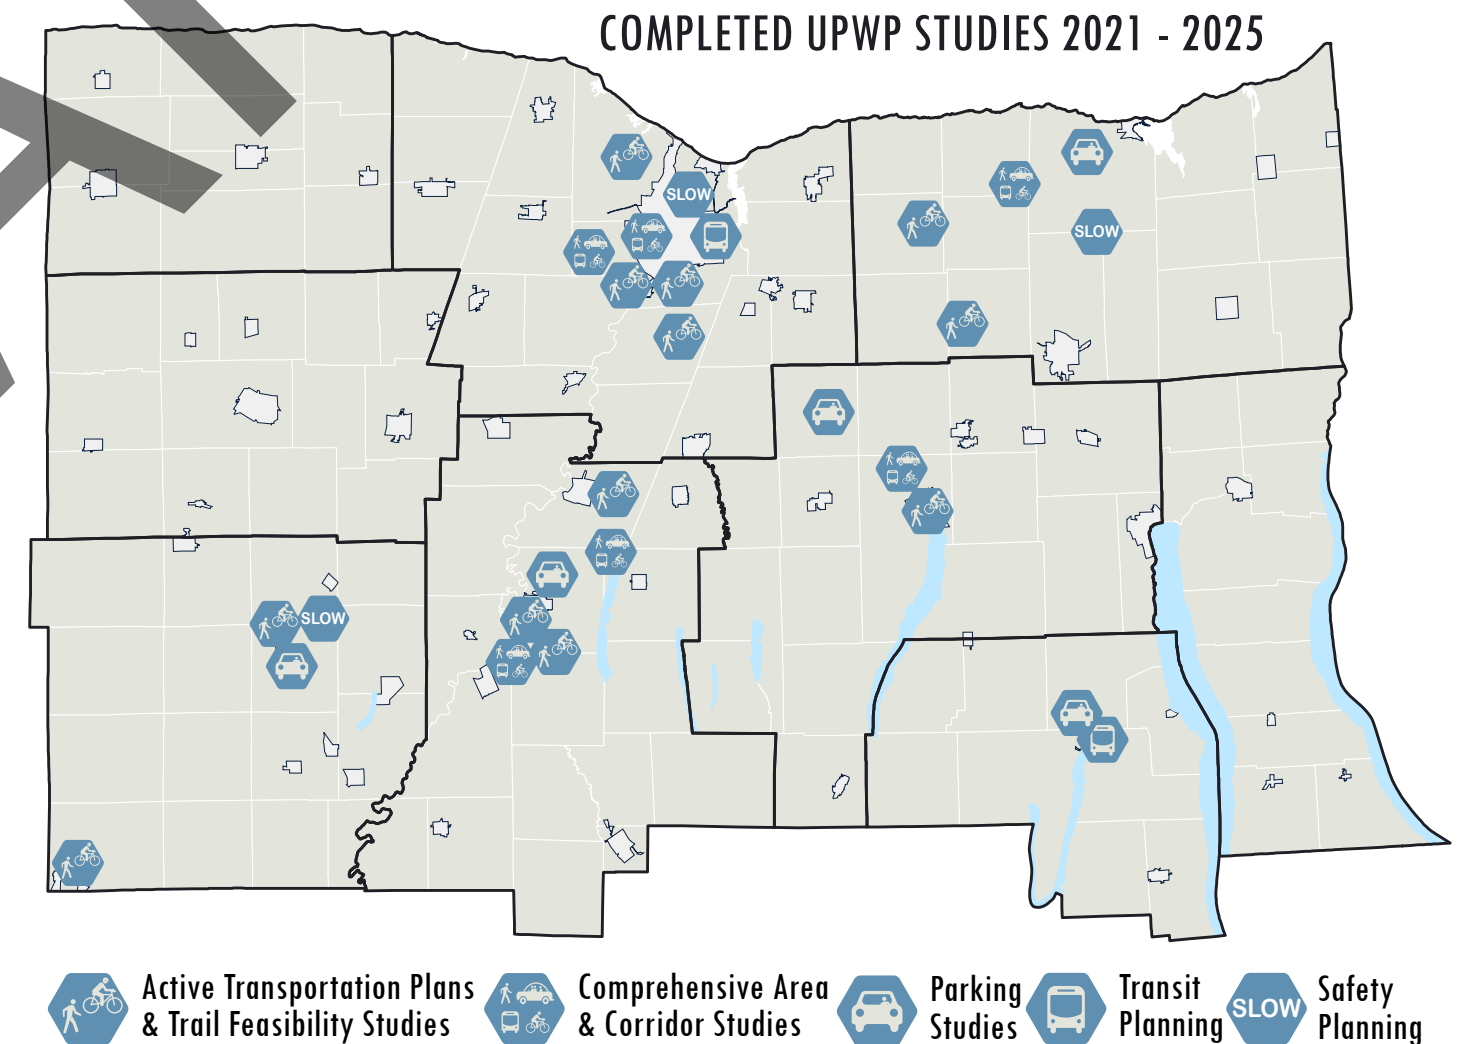 COMPLETED UPWP STUDIES 2021 - 2025
SLOW
SLOW
SLOW
Active Transportation Plans
& Trail Feasibility Studies
Comprehensive Area
& Corridor Studies
Parking
Studies
Transit
Planning
SLOW
Safety
Planning